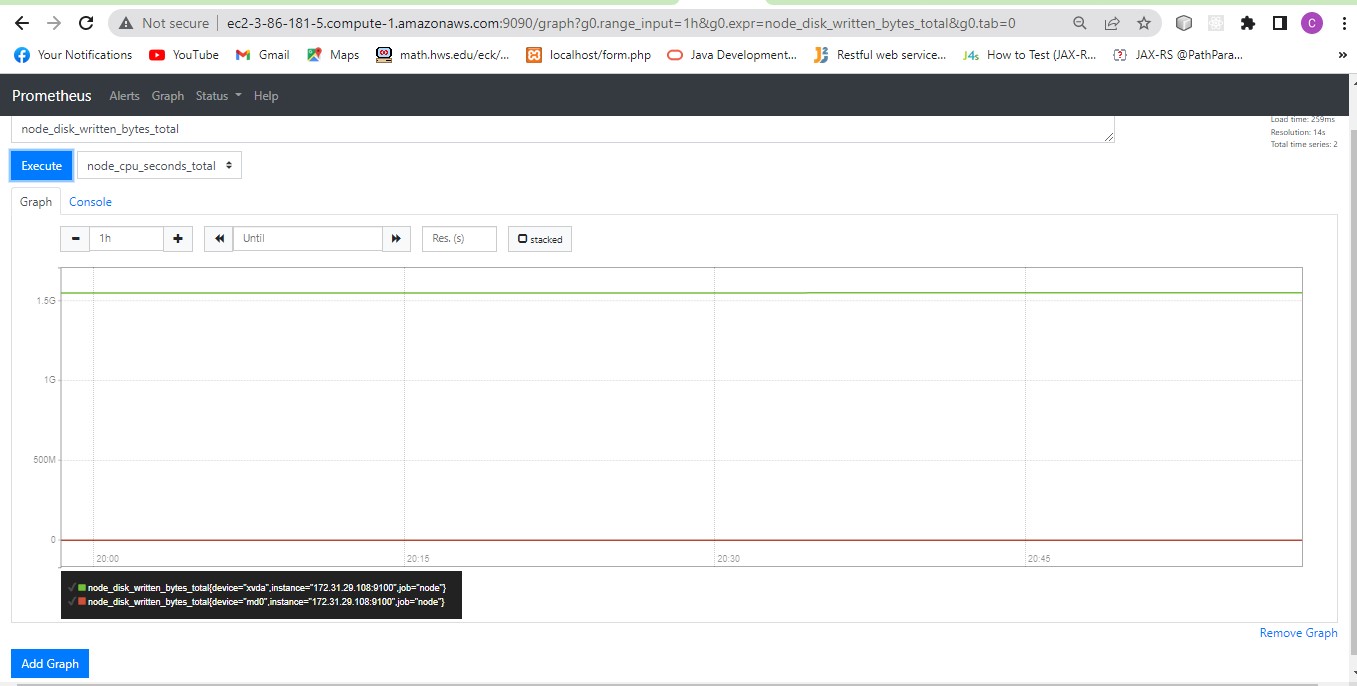 Not secure | ec2-3-86-181-5.compute-1.amazonaws.com:9090/graph?g0.range_input=1h&g0.expr=node_disk_written_bytes_total&g0.tab=0 C
Your Notifications YouTube Gmail Maps math.hws.edu/eck/... localhost/form.php Java Development... Restful web service... J4s How to Test (JAX-R... {?} JAX-RS @PathPara... »
Prometheus Alerts Graph Status Help
Load time: 259ms
node_disk_written_bytes_total
Resolution: 14s
Total time series: 2
Execute node_cpu_seconds_total
Graph Console
- 1h + Until Res. (s) stacked
1.5G
1G
500M
0
20:00 20:15 20:30 20:45
node_disk_written_bytes_total{device="xvda",instance="172.31.29.108:9100",job="node"}
node_disk_written_bytes_total{device="md0",instance="172.31.29.108:9100",job="node"}
Remove Graph
Add Graph